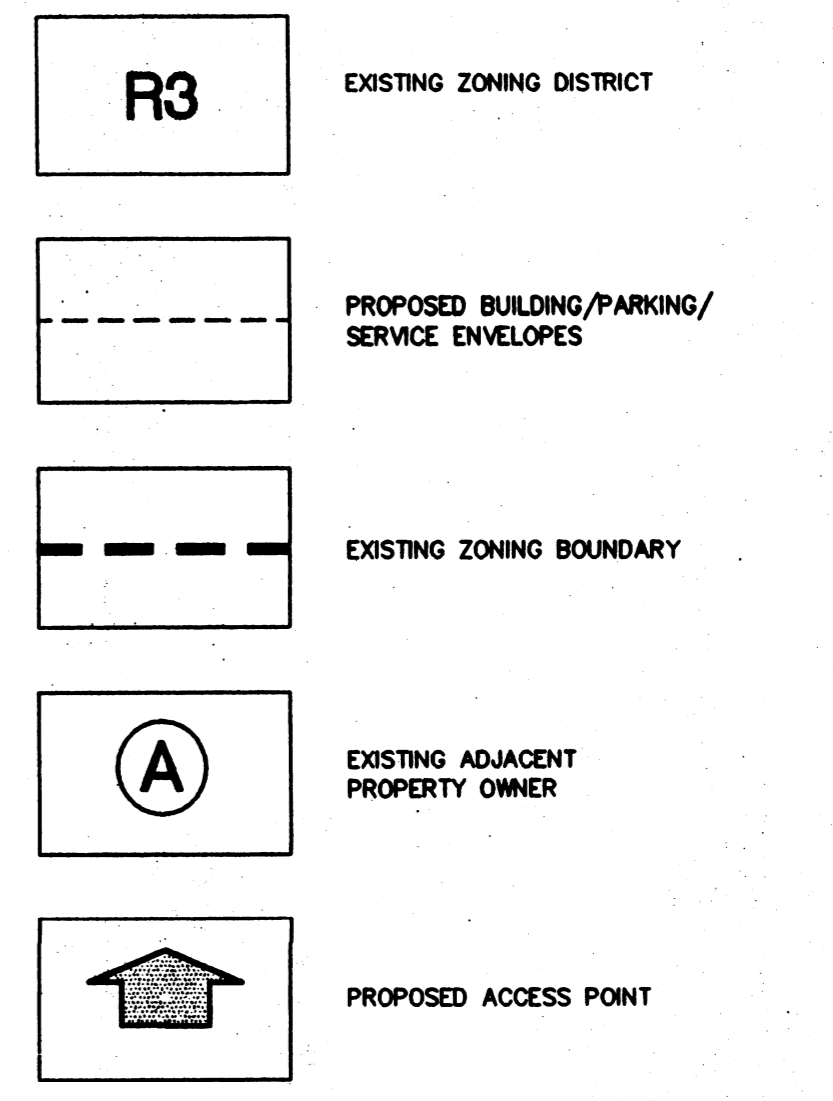 R3
EXISTING ZONING DISTRICT
PROPOSED BUILDING/PARKING/
SERVICE ENVELOPES
EXISTING ZONING BOUNDARY
A
EXISTING ADJACENT
PROPERTY OWNER
PROPOSED ACCESS POINT